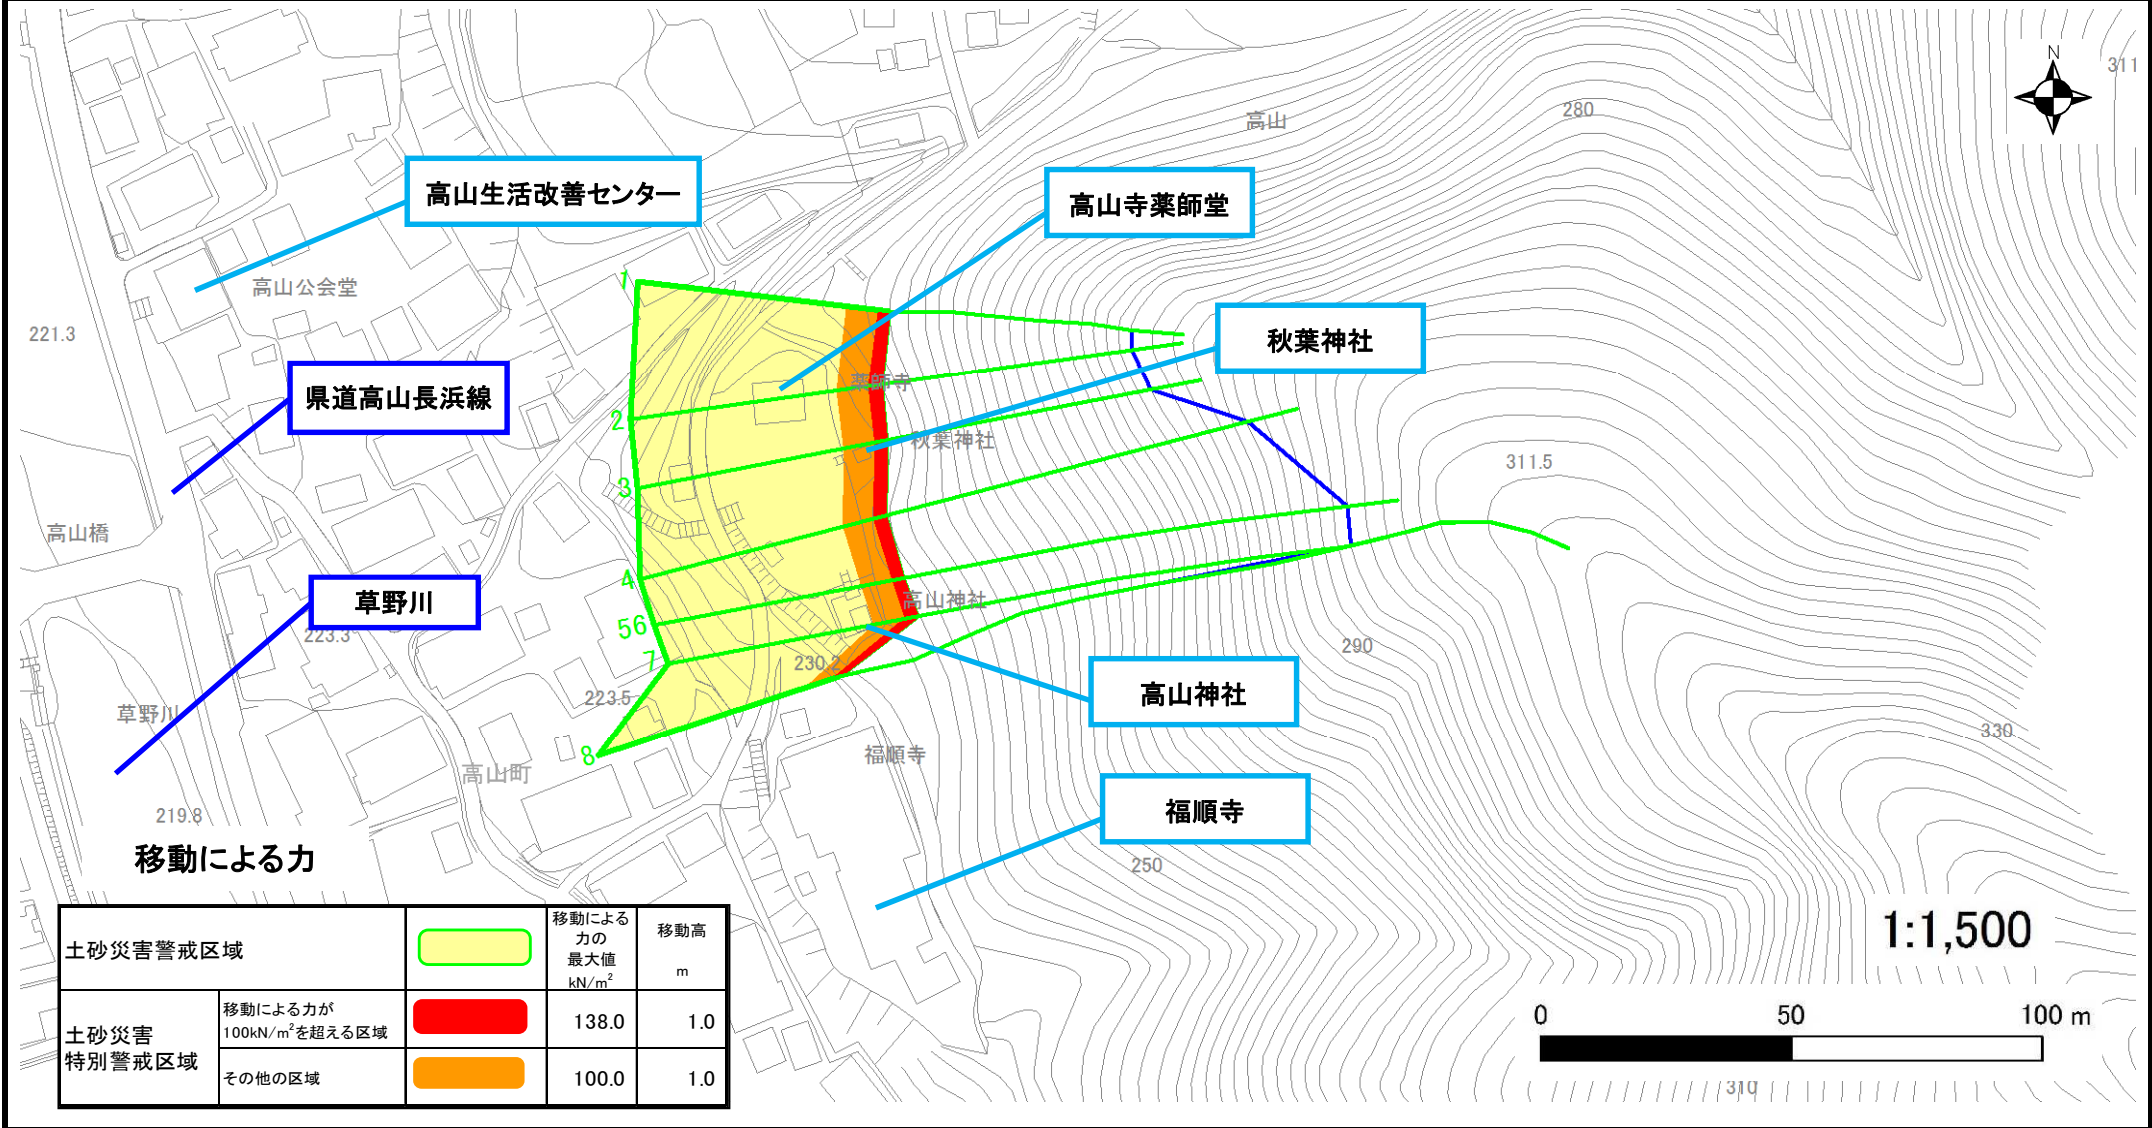 N
311
280
高山
高山生活改善センター
高山寺薬師堂
高山公会堂
1
221.3
秋葉神社
県道高山長浜線
薬師寺
2
秋葉神社
311.5
3
高山橋
4
草野川
高山神社
56
223.3
290
7
230.2
223.5
高山神社
草野川
330
8
福順寺
高山町
福順寺
219.8
移動による力
250
1:1,500
土砂災害警戒区域
移動による
力の
最大値
kN/m²
移動高
m
土砂災害
特別警戒区域
移動による力が
100kN/m²を超える区域
138.0
1.0
その他の区域
100.0
1.0
0 50 100 m
310